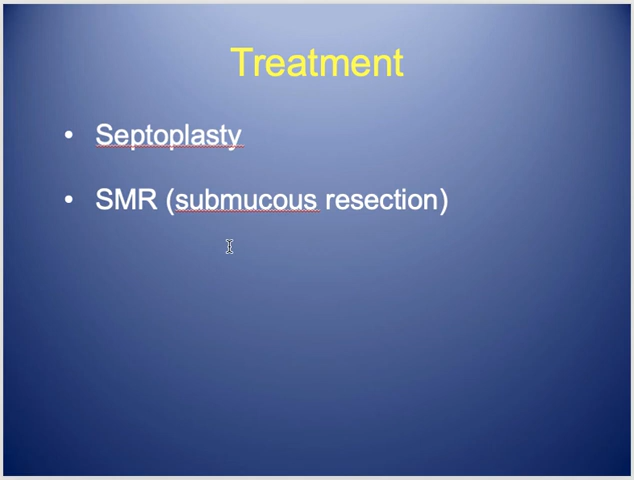 Treatment
• Septoplasty
• SMR (submucous resection)